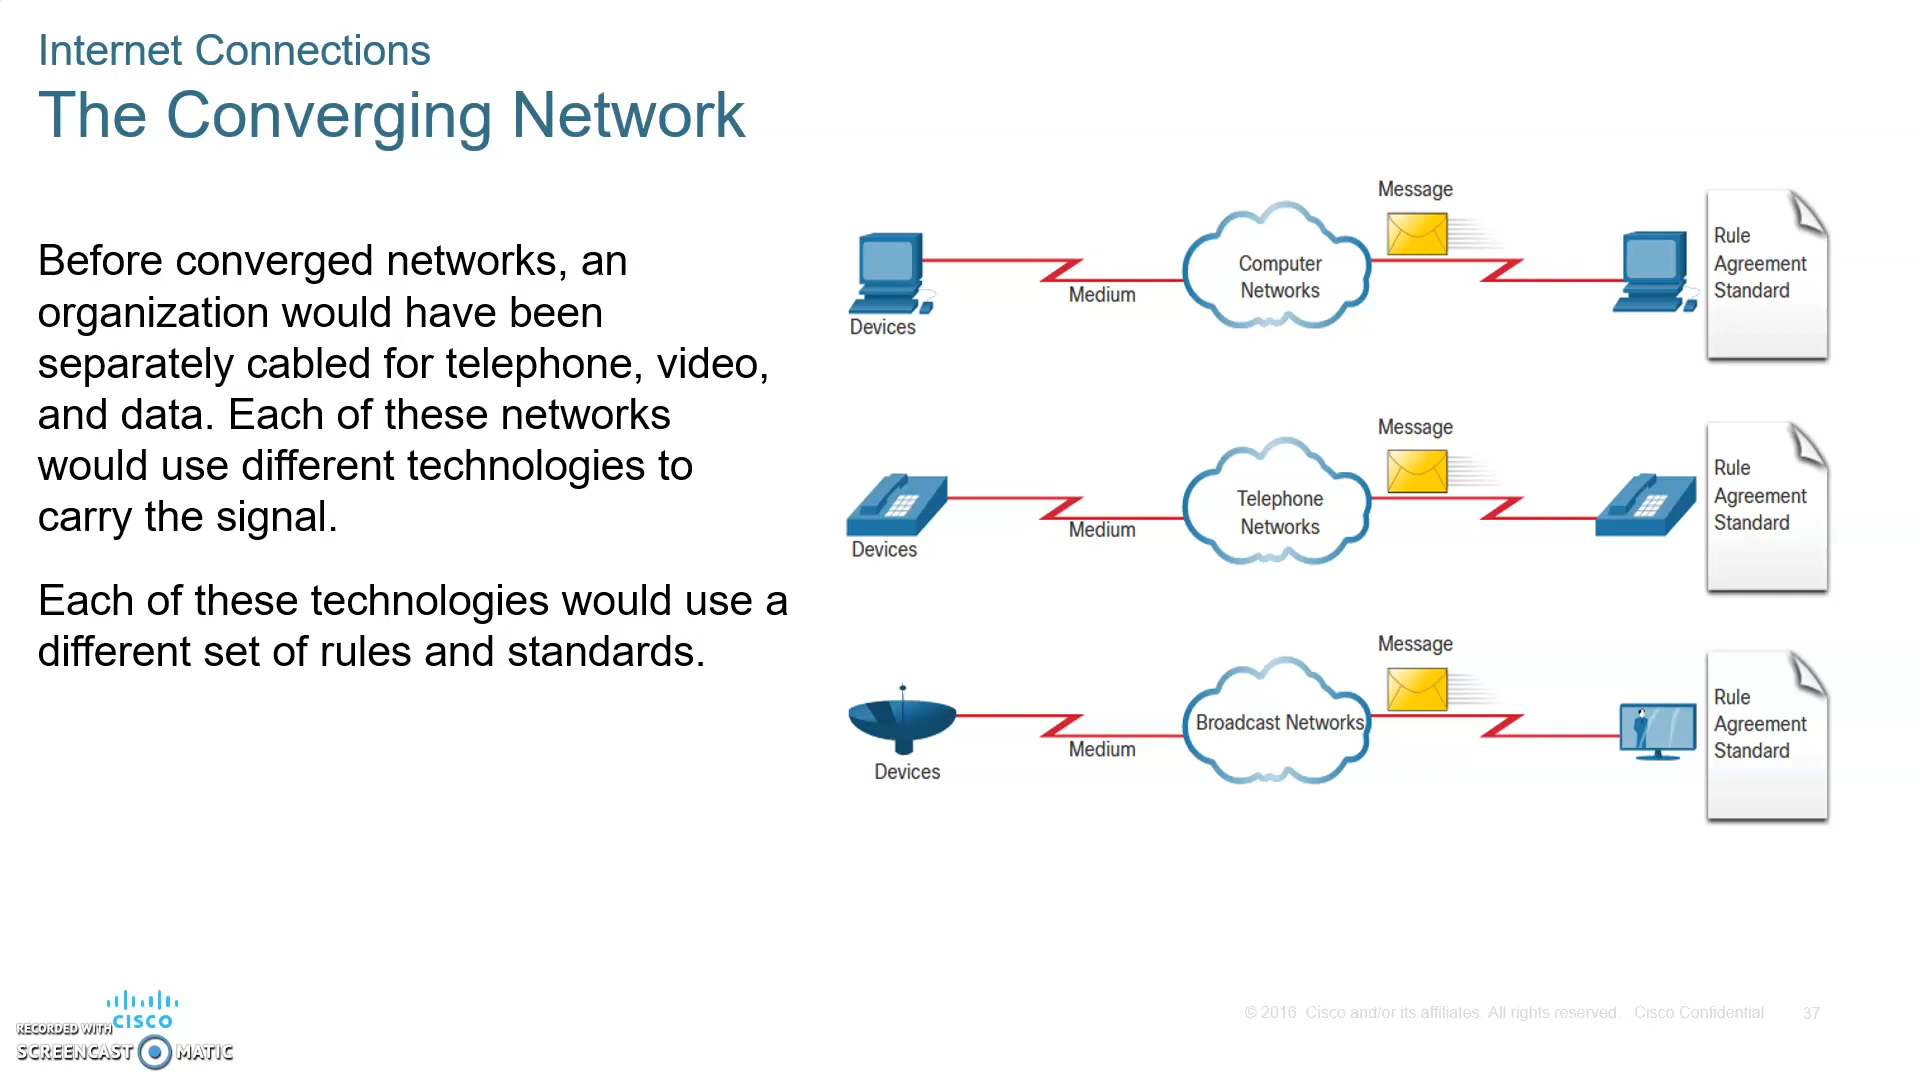 Internet Connections
The Converging Network
Before converged networks, an
organization would have been
separately cabled for telephone, video,
and data. Each of these networks
would use different technologies to
carry the signal.
Each of these technologies would use a
different set of rules and standards.
Message
Computer
Networks
Medium
Devices
Rule
Agreement
Standard
Message
Telephone
Networks
Medium
Devices
Rule
Agreement
Standard
Message
Broadcast Networks
Medium
Devices
Rule
Agreement
Standard
CISCO
RECORDED WITH
SCREENCAST MATIC
© 2016 Cisco and/or its affiliates. All rights reserved. Cisco Confidential
37